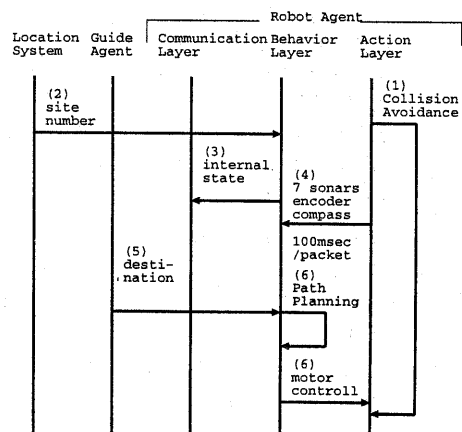 Robot Agent
Location Guide Communication Behavior Action
System Agent Layer Layer Layer
(1)
Collision
Avoidance
(2)
site
number
(3)
internal
state
(4)
7 sonars
encoder
compass
100msec
/packet
(5)
desti-
nation
(6)
Path
Planning
(6)
motor
controll